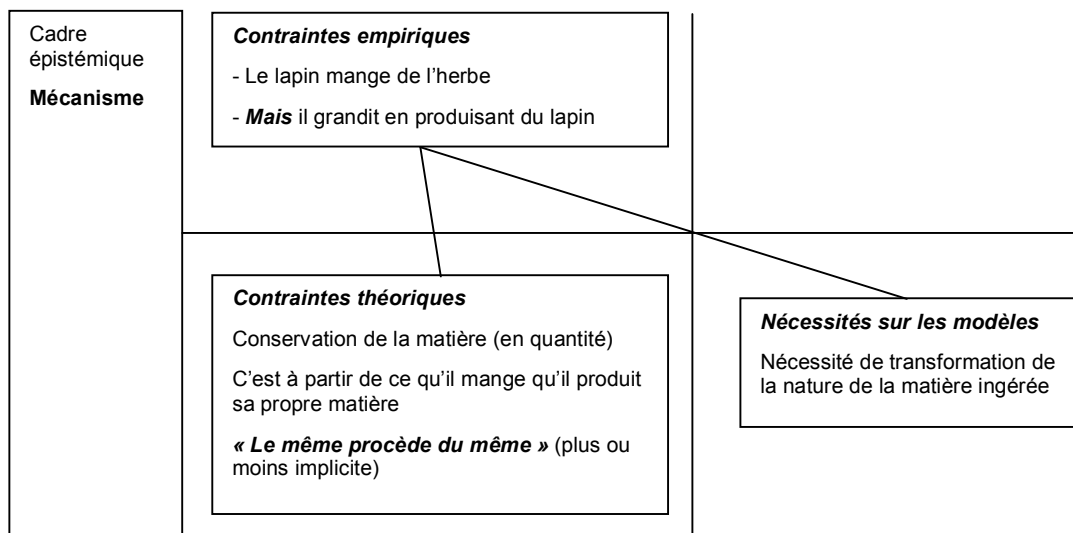 Cadre
épistémique
Mécanisme
Contraintes empiriques
- Le lapin mange de l’herbe
- Mais il grandit en produisant du lapin
Contraintes théoriques
Conservation de la matière (en quantité)
C’est à partir de ce qu’il mange qu’il produit
sa propre matière
« Le même procède du même » (plus ou
moins implicite)
Nécessités sur les modèles
Nécessité de transformation de
la nature de la matière ingérée